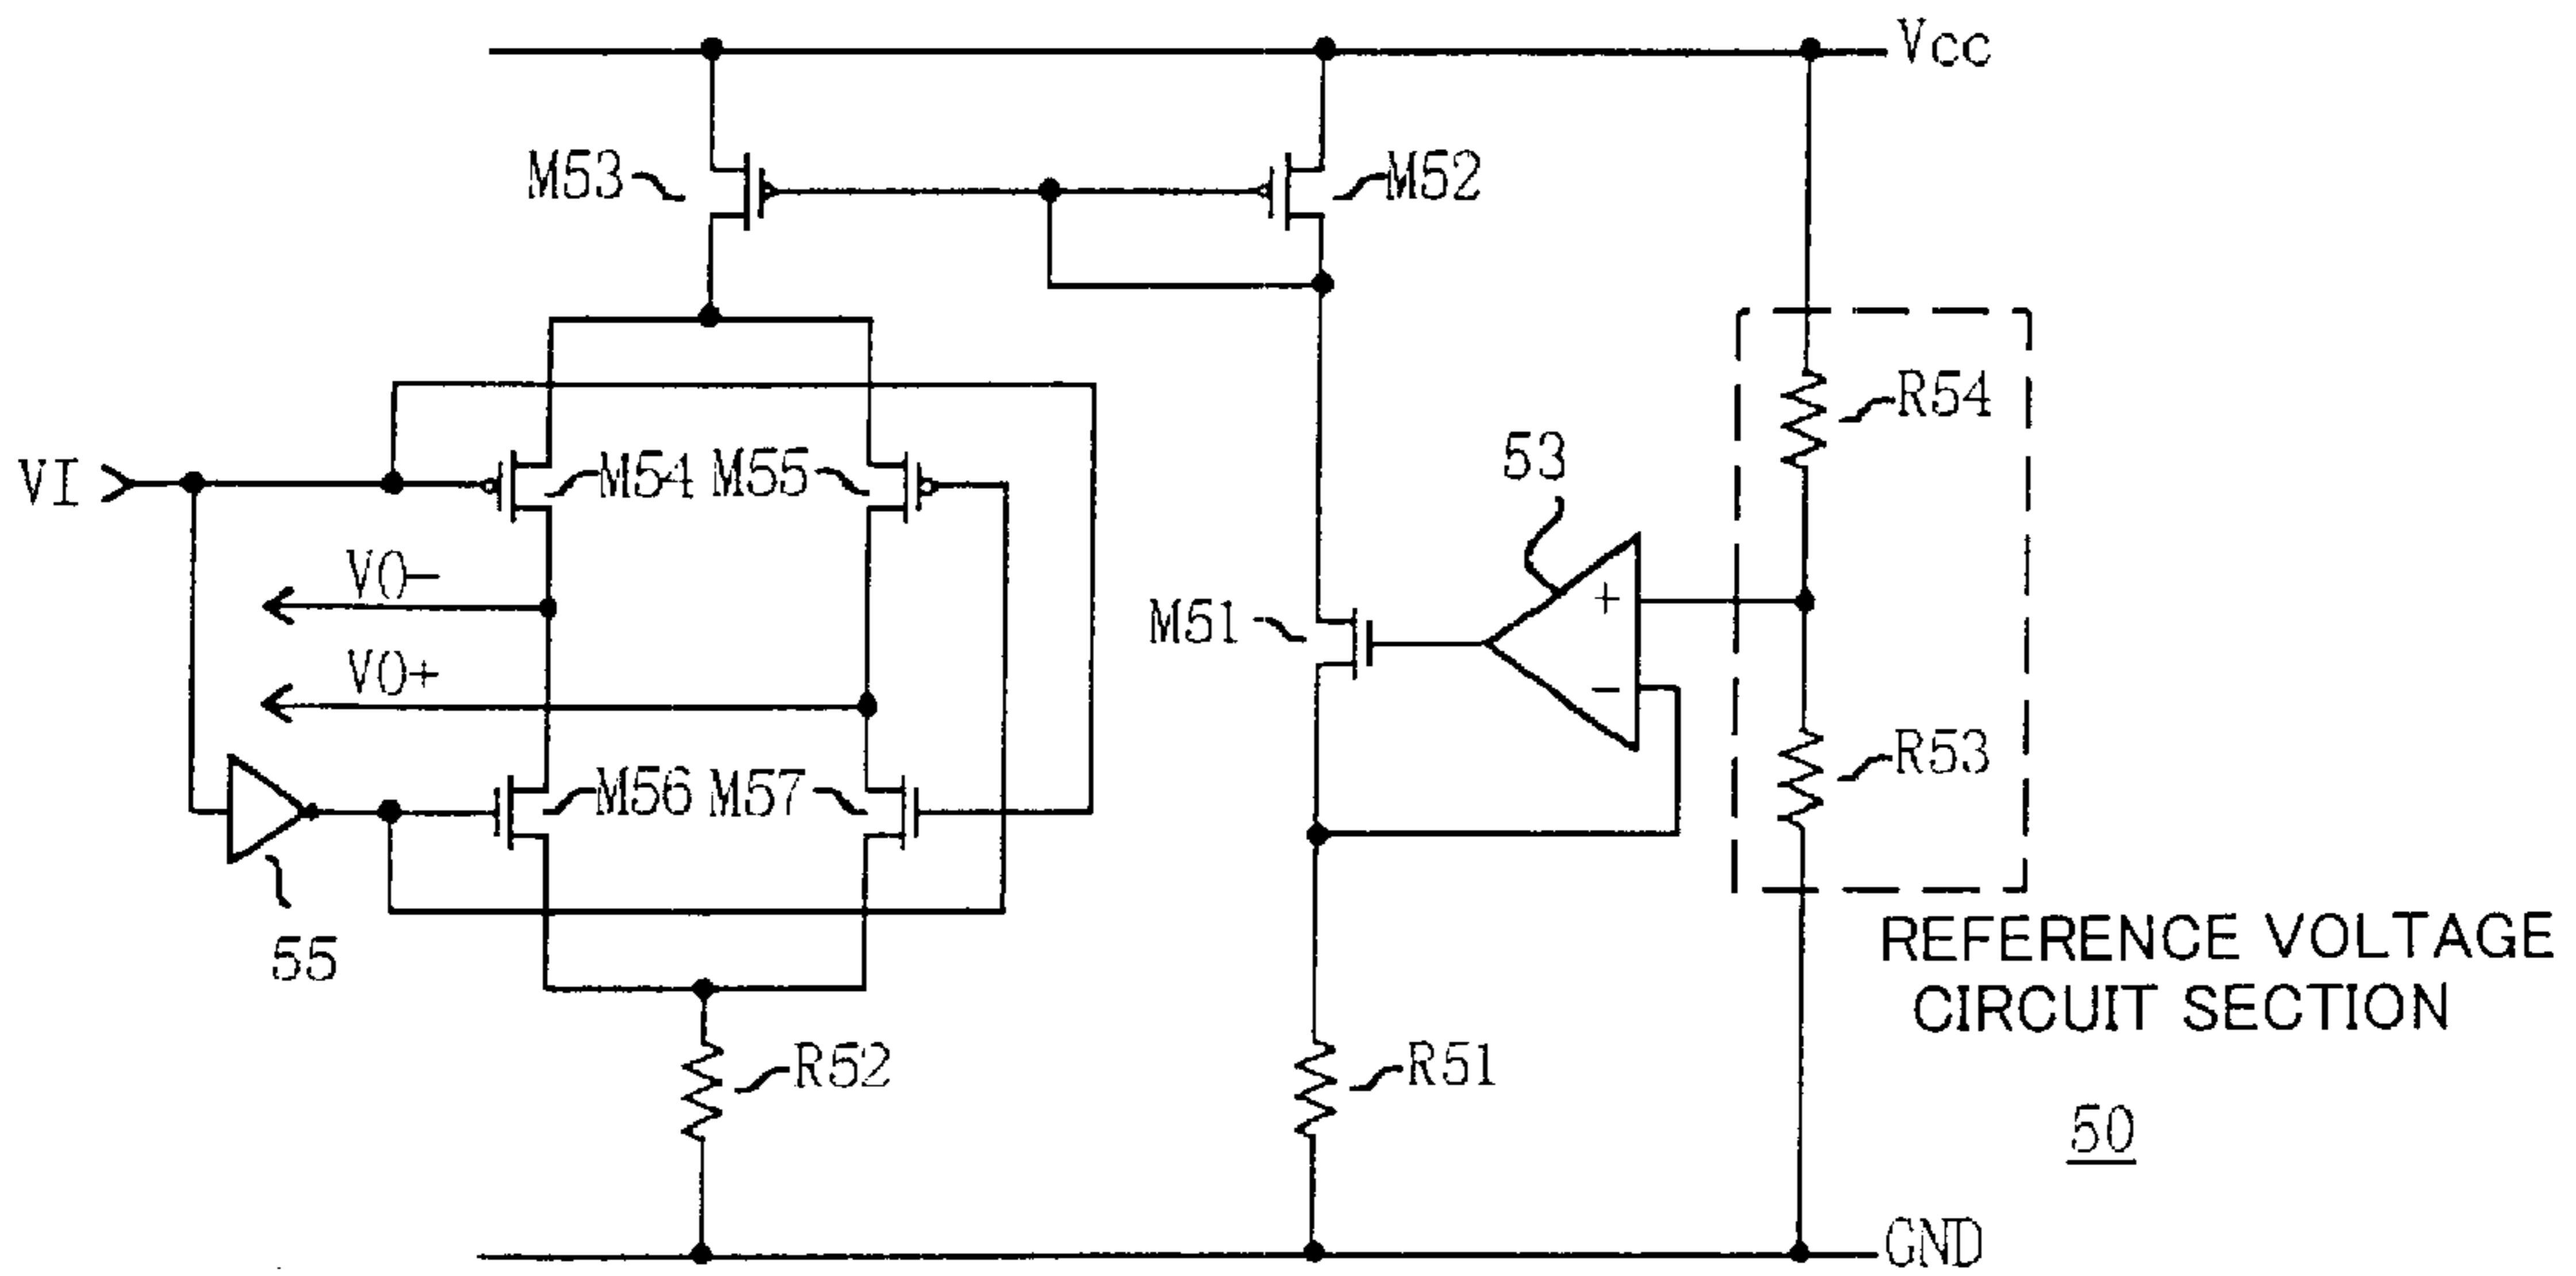 Vcc
M53
M52
R54
53
VI
M54
M55
+
VO-
M51
VO+
-
R53
M56
M57
55
REFERENCE VOLTAGE
CIRCUIT SECTION
R52
R51
50
GND